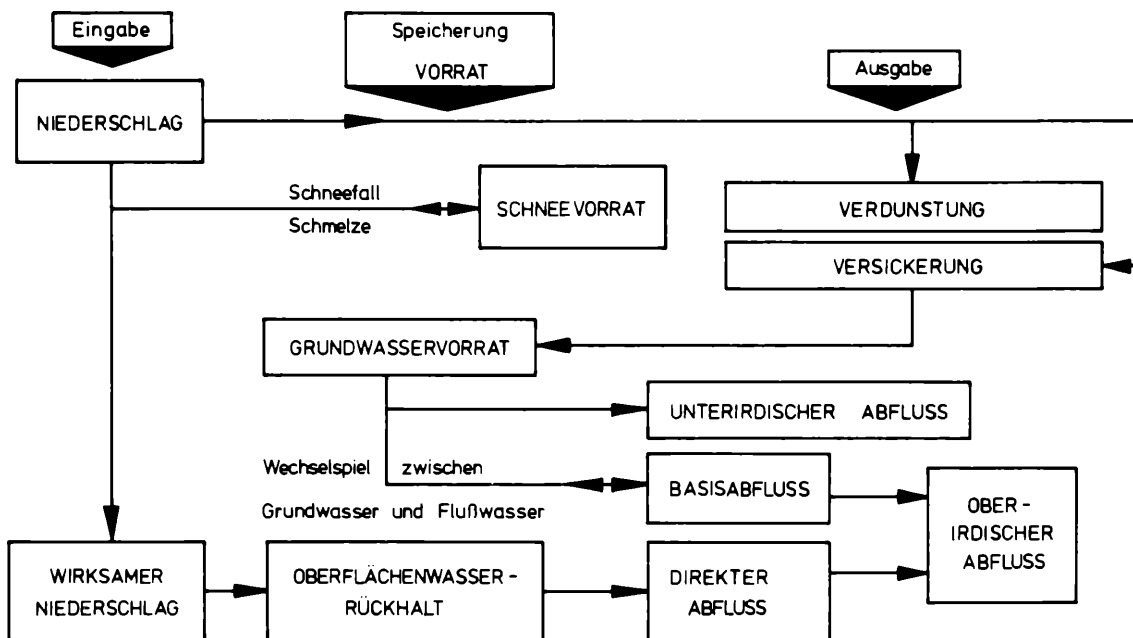 Eingabe
Speicherung
VORRAT
Ausgabe
NIEDERSCHLAG
Schneefall
Schmelze
SCHNEEVORRAT
VERDUNSTUNG
VERSICKERUNG
GRUNDWASSERVORRAT
UNTERIRDISCHER ABFLUSS
Wechselspiel zwischen
Grundwasser und Flußwasser
BASISABFLUSS
OBER-
IRDISCHER
ABFLUSS
WIRKSAMER
NIEDERSCHLAG
OBERFLÄCHENWASSER-
RÜCKHALT
DIREKTER
ABFLUSS